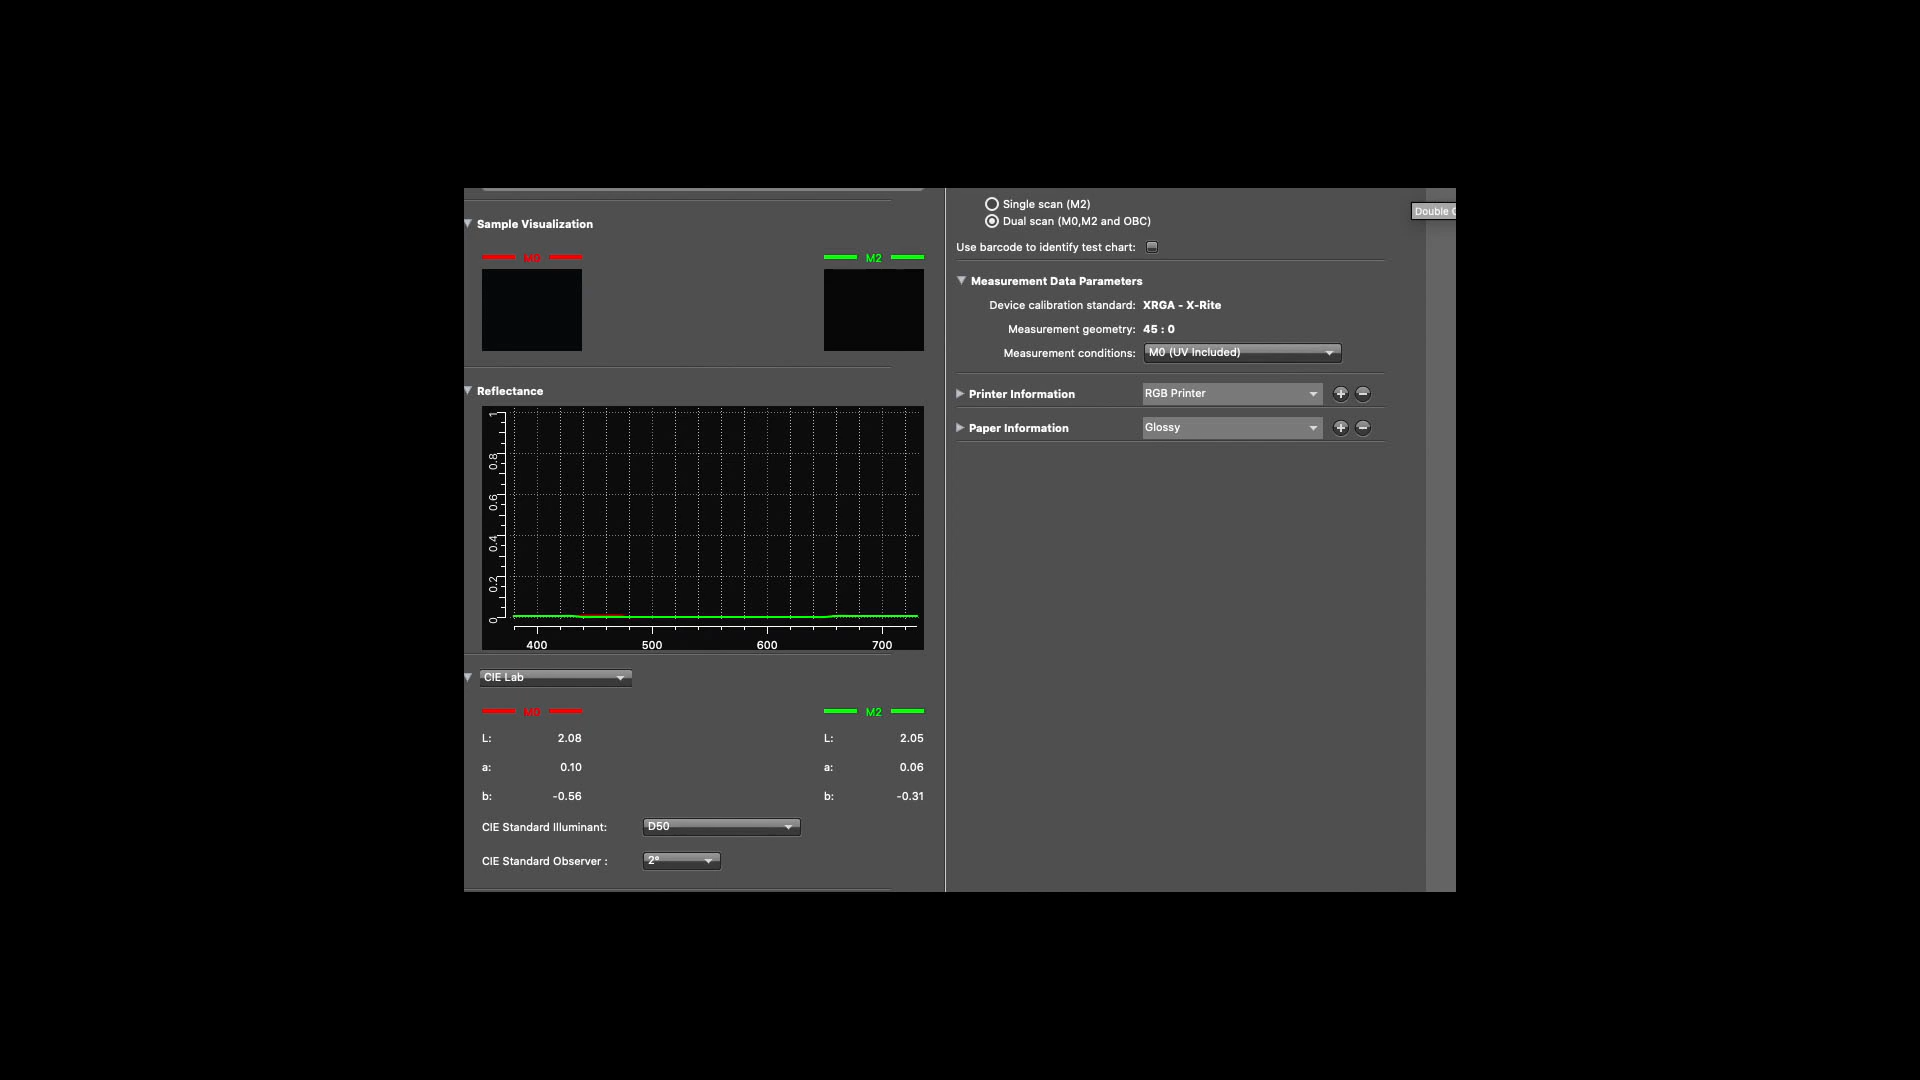 Single scan (M2)
Dual scan (M0,M2 and OBC)
Double
Use barcode to identify test chart:
Sample Visualization
M0
M2
Measurement Data Parameters
Device calibration standard: XRGA - X-Rite
Measurement geometry: 45 : 0
Measurement conditions: M0 (UV Included)
Printer Information RGB Printer
Paper Information Glossy
Reflectance
1
0.8
0.6
0.4
0.2
0
400 500 600 700
CIE Lab
M0
M2
L: 2.08
L: 2.05
a: 0.10
a: 0.06
b: -0.56
b: -0.31
CIE Standard Illuminant: D50
CIE Standard Observer : 2°